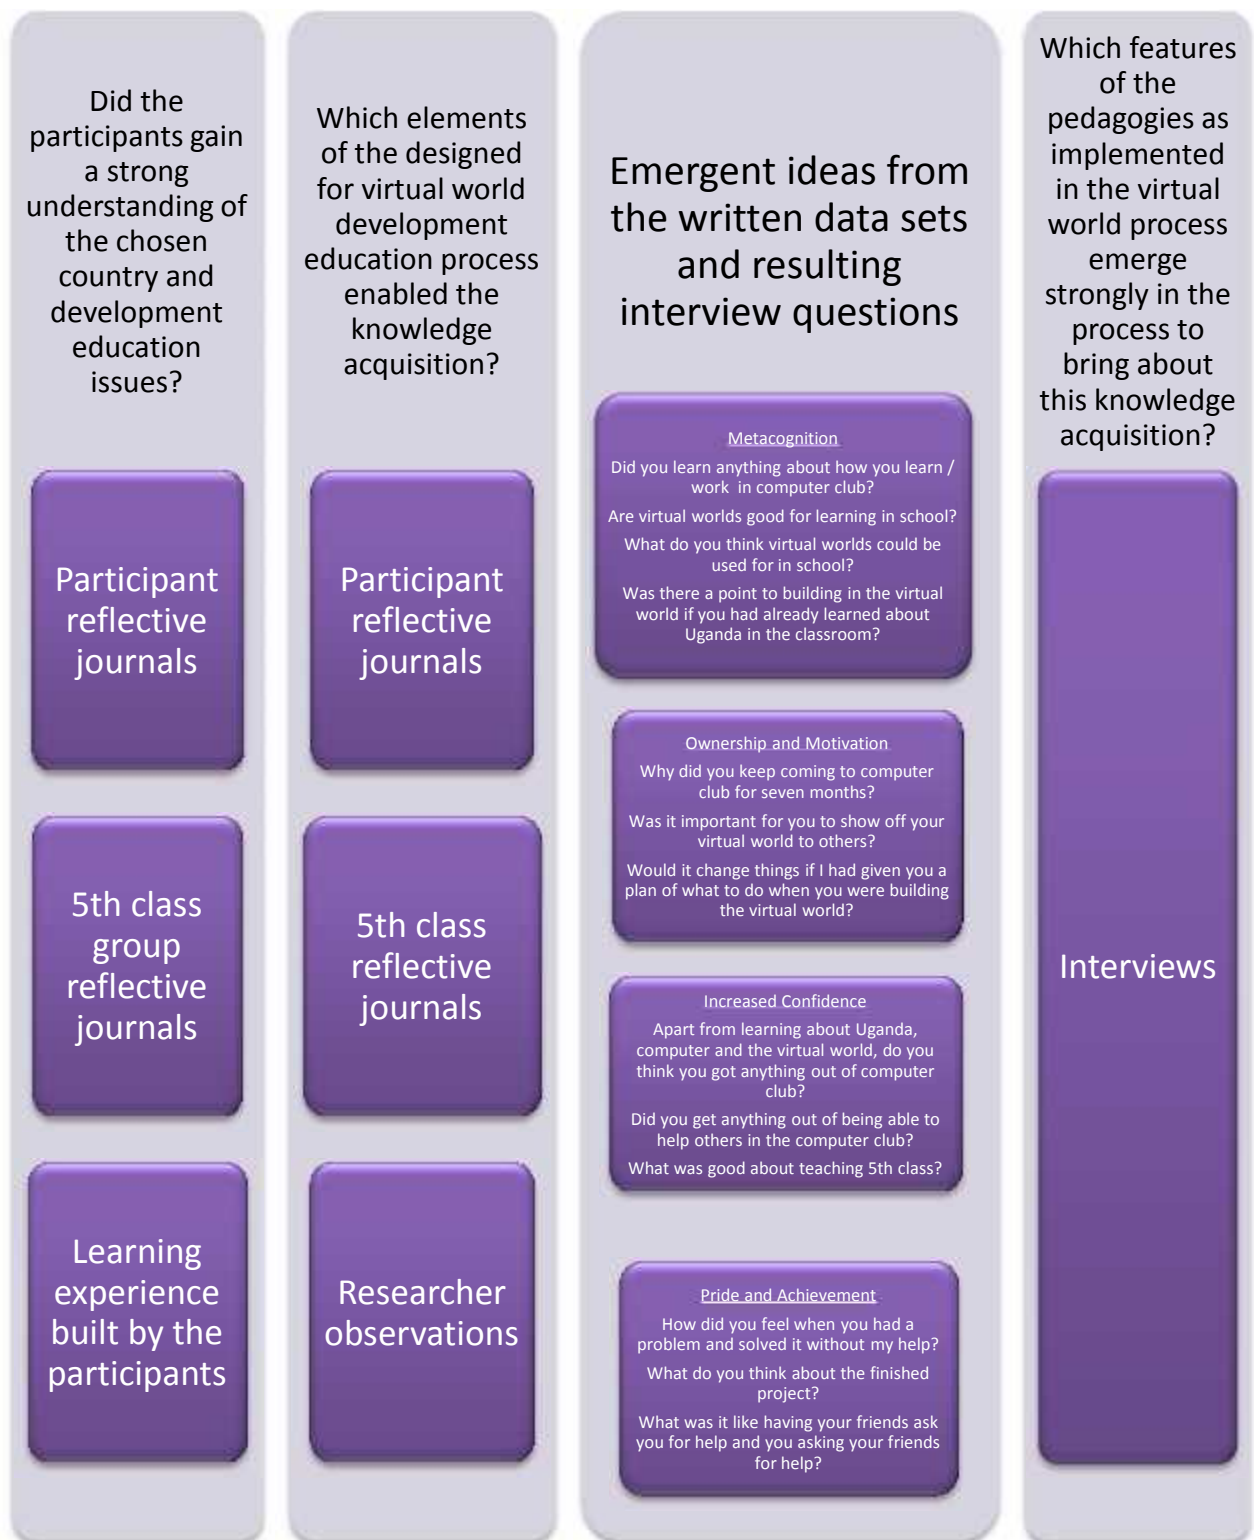 Did the
participants gain
a strong
understanding of
the chosen
country and
development
education
issues?
Participant
reflective
journals
5th class
group
reflective
journals
Learning
experience
built by the
participants
Which elements
of the designed
for virtual world
development
education process
enabled the
knowledge
acquisition?
Participant
reflective
journals
5th class
reflective
journals
Researcher
observations
Emergent ideas from
the written data sets
and resulting
interview questions
Metacognition
Did you learn anything about how you learn /
work in computer club?
Are virtual worlds good for learning in school?
What do you think virtual worlds could be
used for in school?
Was there a point to building in the virtual
world if you had already learned about
Uganda in the classroom?
Ownership and Motivation
Why did you keep coming to computer
club for seven months?
Was it important for you to show off your
virtual world to others?
Would it change things if I had given you a
plan of what to do when you were building
the virtual world?
Increased Confidence
Apart from learning about Uganda,
computer and the virtual world, do you
think you got anything out of computer
club?
Did you get anything out of being able to
help others in the computer club?
What was good about teaching 5th class?
Pride and Achievement
How did you feel when you had a
problem and solved it without my help?
What do you think about the finished
project?
What was it like having your friends ask
you for help and you asking your friends
for help?
Which features
of the
pedagogies as
implemented
in the virtual
world process
emerge
strongly in the
process to
bring about
this knowledge
acquisition?
Interviews